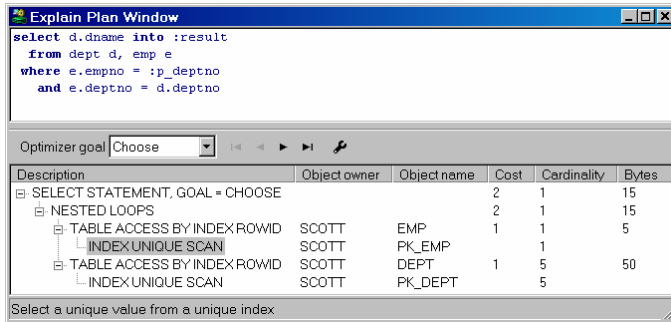 Explain Plan Window
select d.dname into :result
from dept d, emp e
where e.empno = :p_deptno
and e.deptno = d.deptno
Optimizer goal Choose
Description Object owner Object name Cost Cardinality Bytes
SELECT STATEMENT, GOAL = CHOOSE 2 1 15
NESTED LOOPS 2 1 15
TABLE ACCESS BY INDEX ROWID SCOTT EMP 1 1 5
INDEX UNIQUE SCAN SCOTT PK_EMP 1
TABLE ACCESS BY INDEX ROWID SCOTT DEPT 1 5 50
INDEX UNIQUE SCAN SCOTT PK_DEPT 5
Select a unique value from a unique index